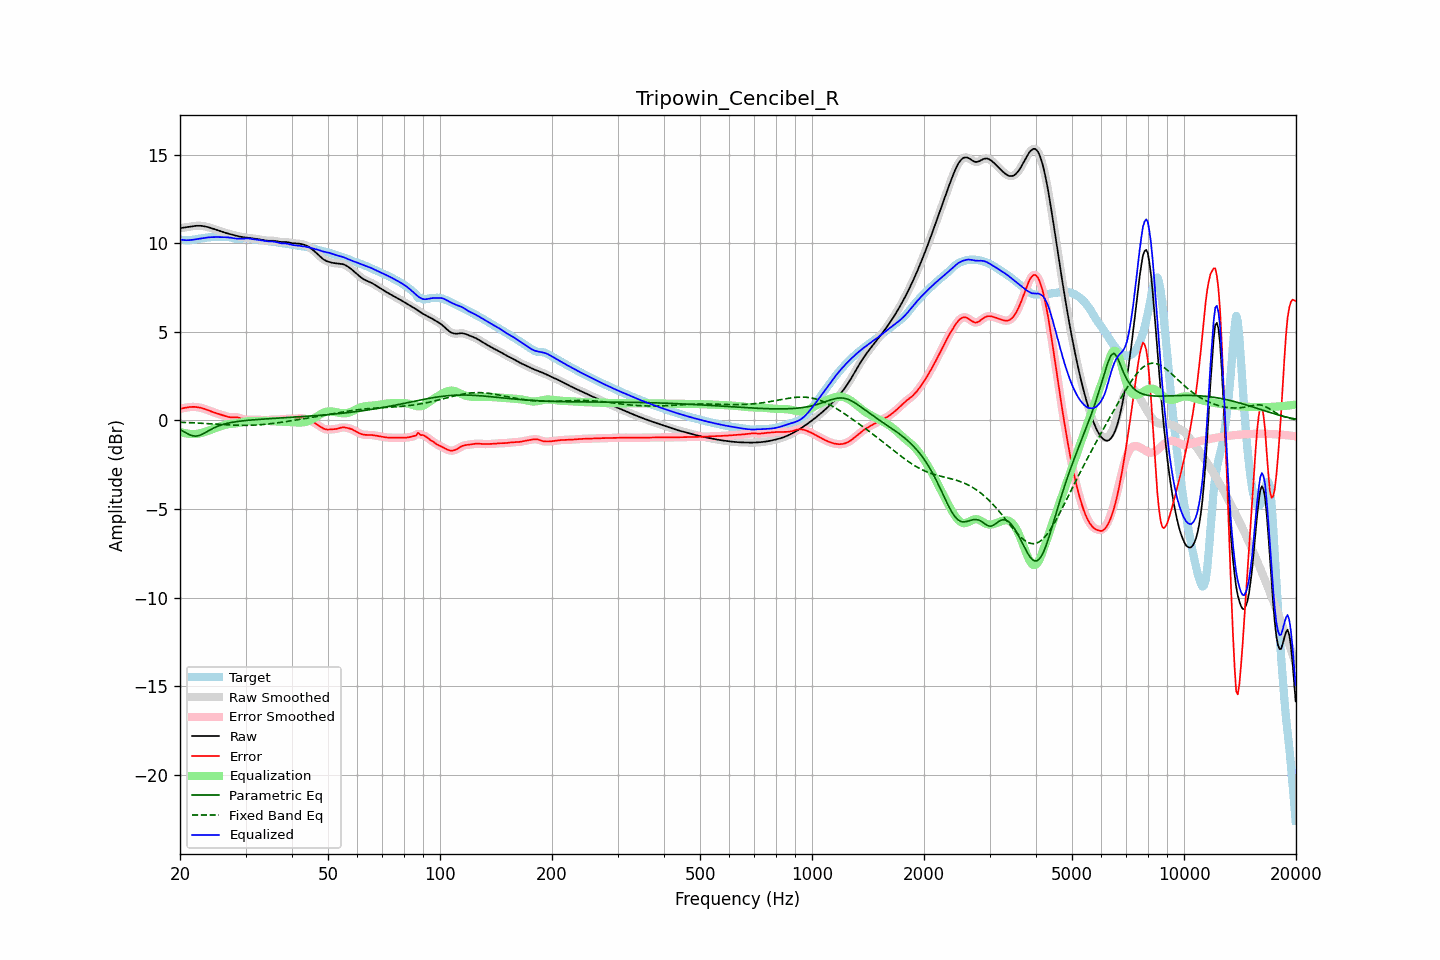 Tripowin_Cencibel_R
Amplitude (dBr)
15
10
5
0
−5
−10
−15
−20
Target
Raw Smoothed
Error Smoothed
Raw
Error
Equalization
Parametric Eq
Fixed Band Eq
Equalized
20 50 100 200 500 1000 2000 5000 10000 20000
Frequency (Hz)